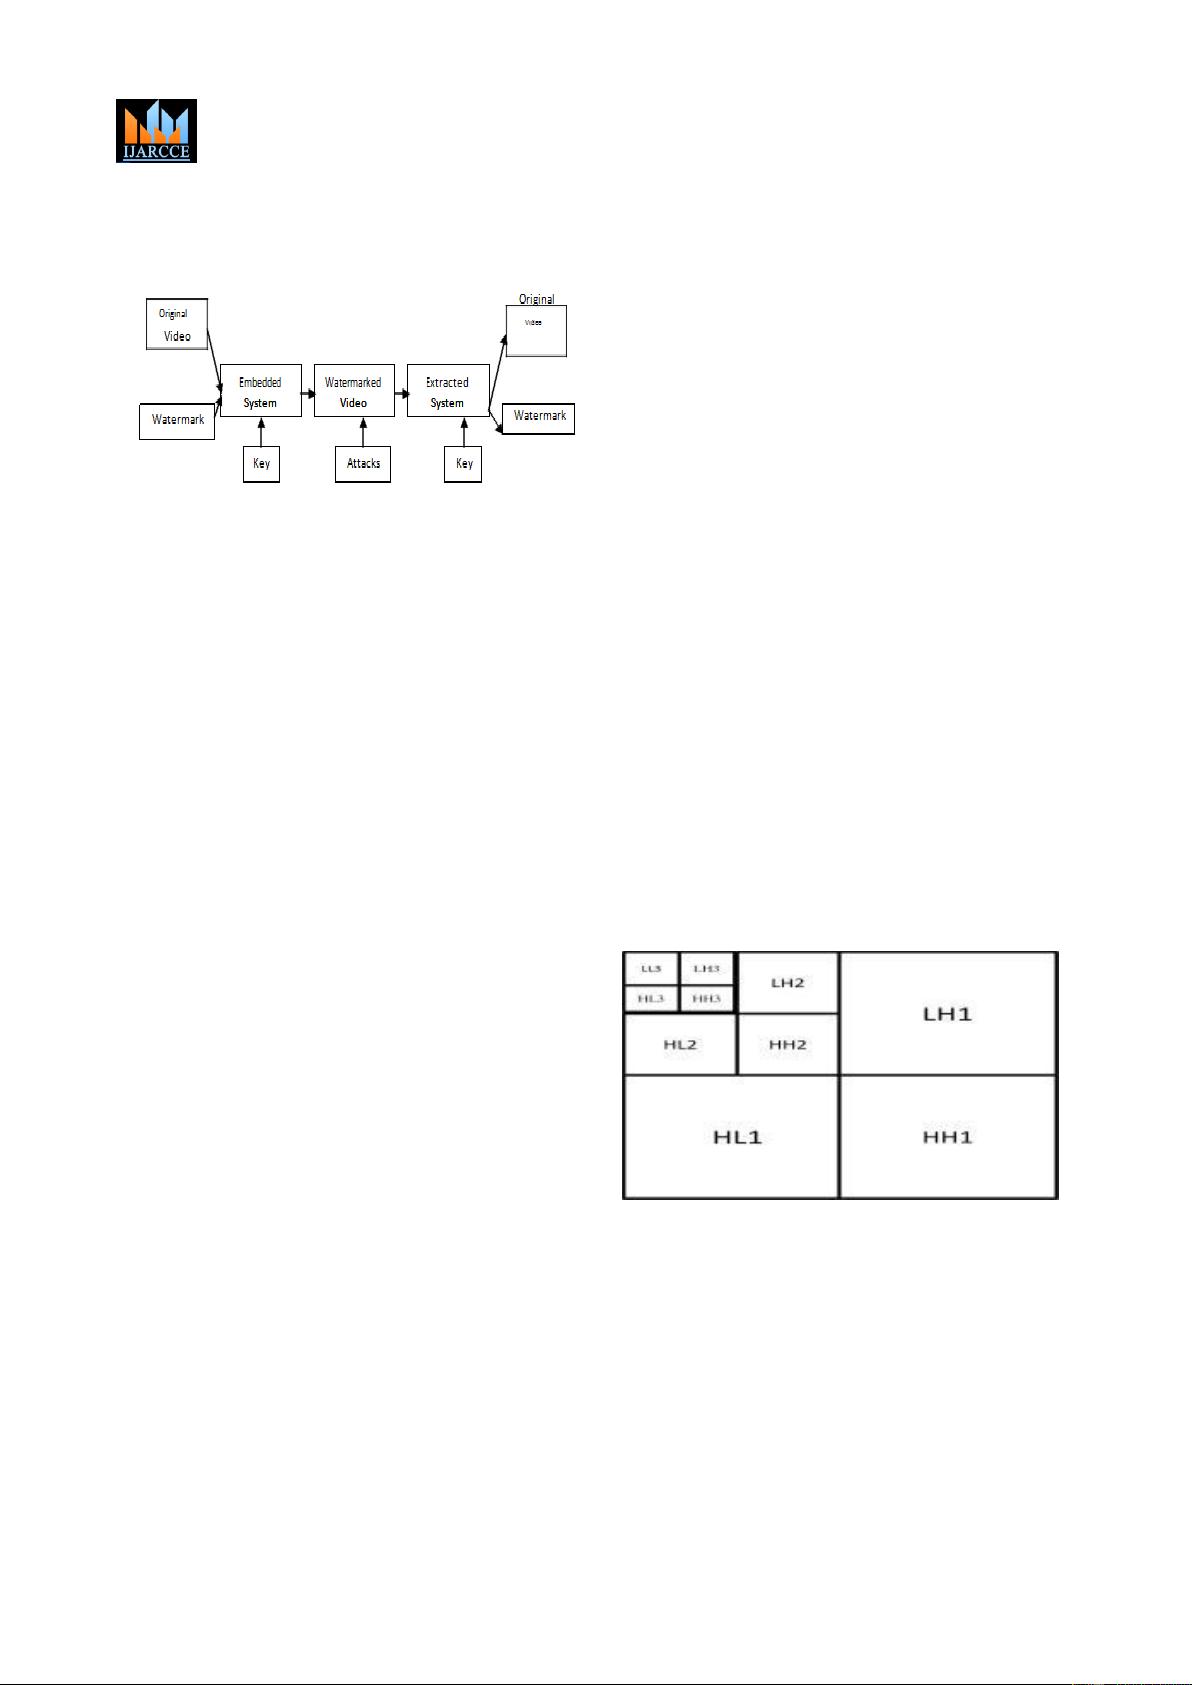 IJARCCE
Original
Video
Watermark
Embedded
System
Watermarked
Video
Extracted
System
Original
Video
Watermark
Key
Attacks
Key
LL3
LH3
HL3
HH3
LH2
HL2
HH2
LH1
HL1
HH1